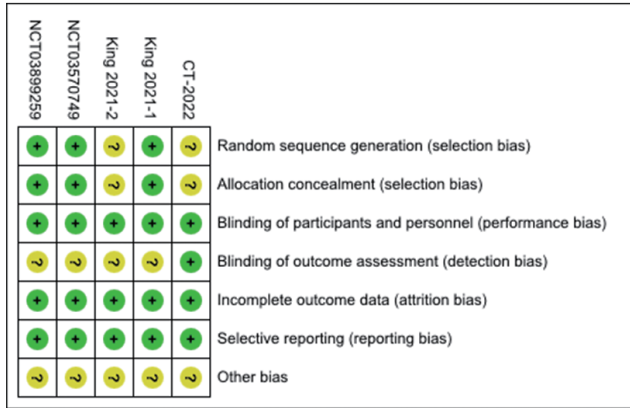 NCT03899259
NCT03570749
King 2021-2
King 2021-1
CT-2022
+ + ? + ? Random sequence generation (selection bias)
+ + ? + ? Allocation concealment (selection bias)
+ + + + + Blinding of participants and personnel (performance bias)
? ? ? ? + Blinding of outcome assessment (detection bias)
+ + + + + Incomplete outcome data (attrition bias)
+ + + + + Selective reporting (reporting bias)
? ? ? ? ? Other bias